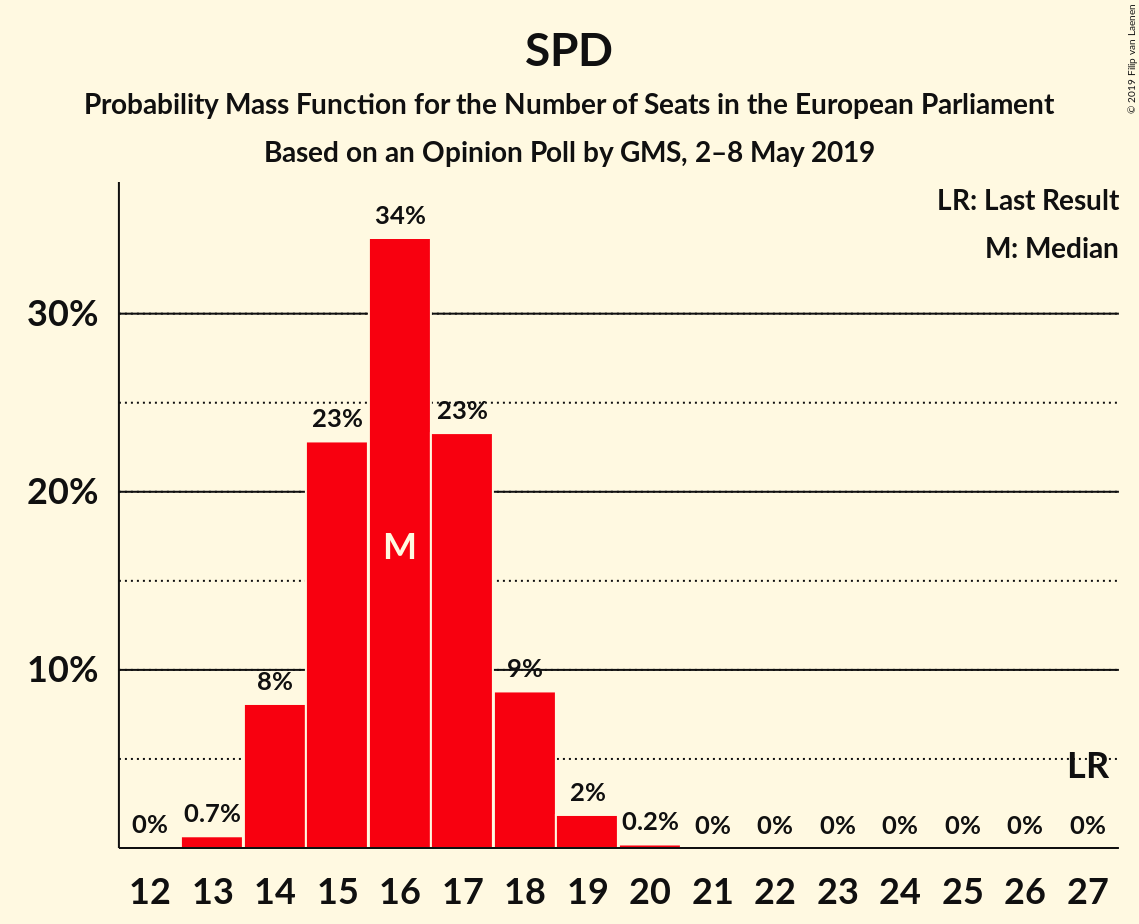 SPD
Probability Mass Function for the Number of Seats in the European Parliament
Based on an Opinion Poll by GMS, 2–8 May 2019
© 2019 Filip van Laenen
LR: Last Result
M: Median
34%
30%
23% 23%
20%
M
10%
8% 9%
LR
0% 0.7% 2% 0.2% 0% 0% 0% 0% 0% 0% 0%
12 13 14 15 16 17 18 19 20 21 22 23 24 25 26 27